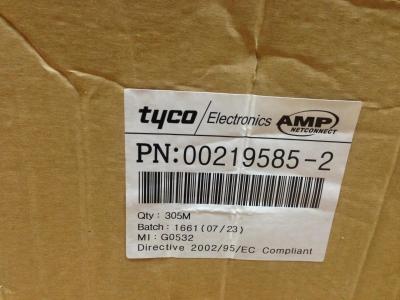 tyco / Electronics AMP NETCONNECT
PN:00219585-2
Qty : 305M
Batch : 1661(07/23)
MI : G0532
Directive 2002/95/EC Compliant